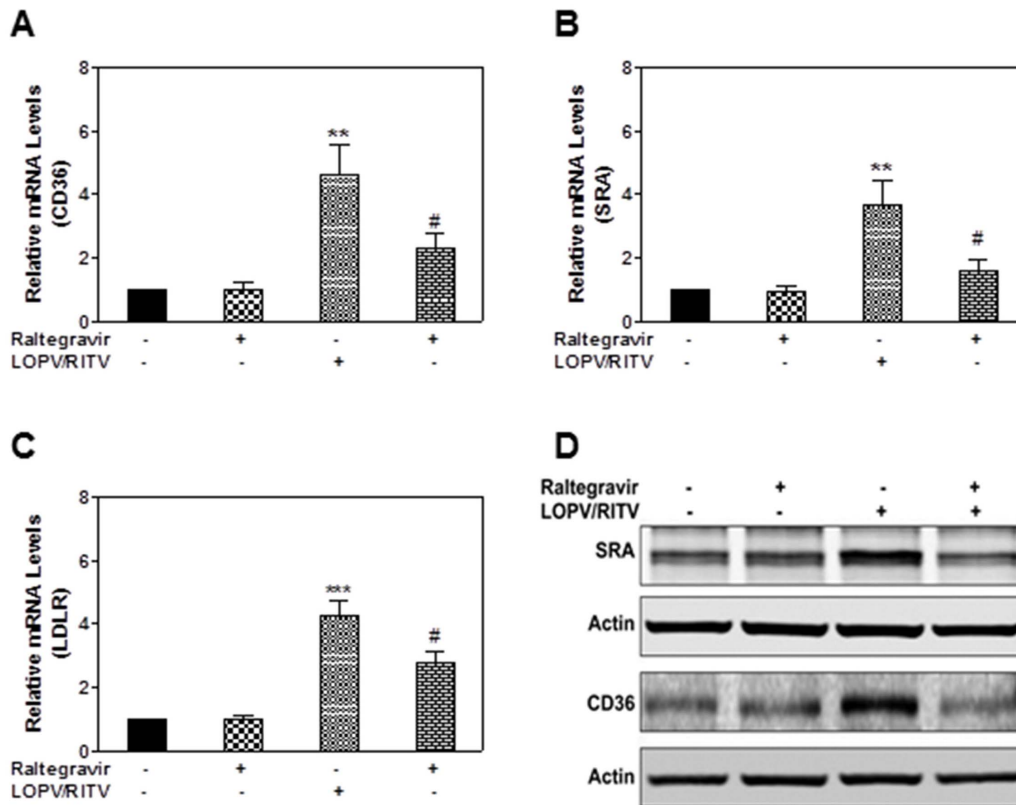 A
Relative mRNA Levels
(CD36)
8
6
4
2
0
**
#
Raltegravir - + - +
LOPV/RITV - - + -
B
Relative mRNA Levels
(SRA)
8
6
4
2
0
**
#
Raltegravir - + - +
LOPV/RITV - - + -
C
Relative mRNA Levels
(LDLR)
8
6
4
2
0
***
#
Raltegravir - + - +
LOPV/RITV - - + -
D
Raltegravir - + - +
LOPV/RITV - - + +
SRA
Actin
CD36
Actin